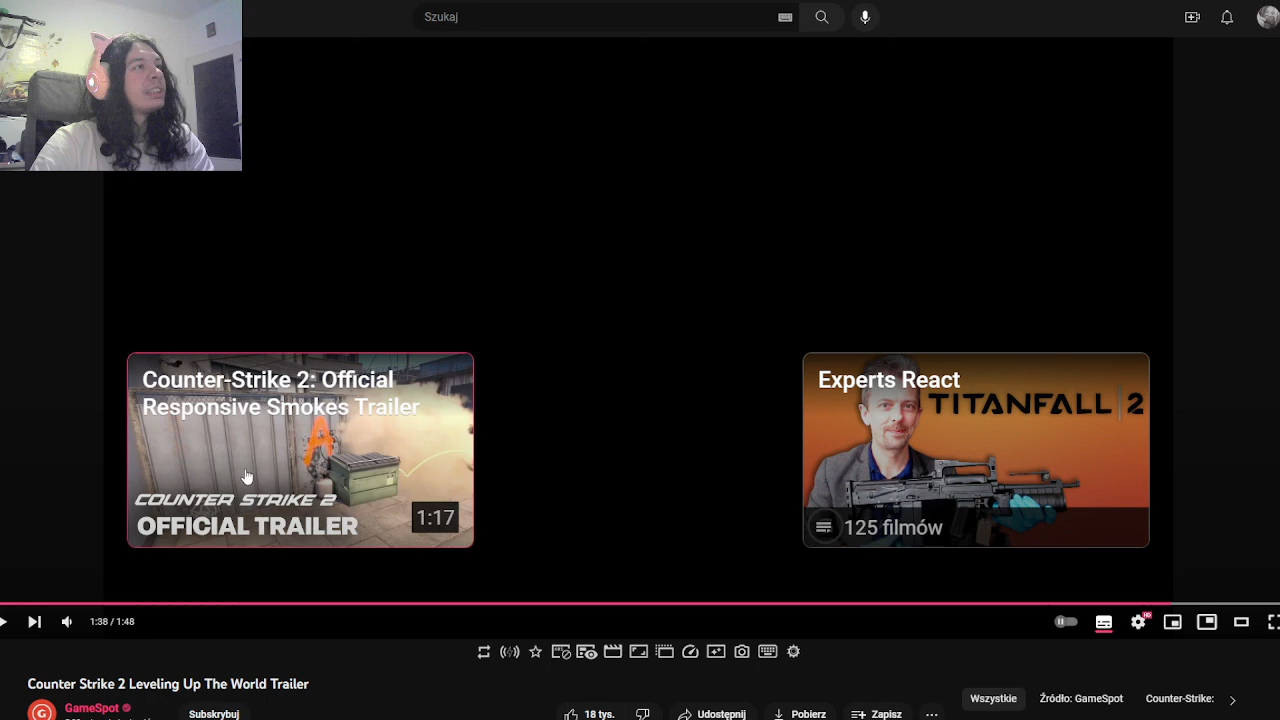 Szukaj
Counter-Strike 2: Official
Responsive Smokes Trailer
A
COUNTER STRIKE 2
OFFICIAL TRAILER
1:17
Experts React
TITANFALL 2
125 filmów
1:38 / 1:48
HD
Counter Strike 2 Leveling Up The World Trailer
GameSpot
Subskrybuj
18 tys.
Udostępnij
Pobierz
Zapisz
Wszystkie
Źródło: GameSpot
Counter-Strike: